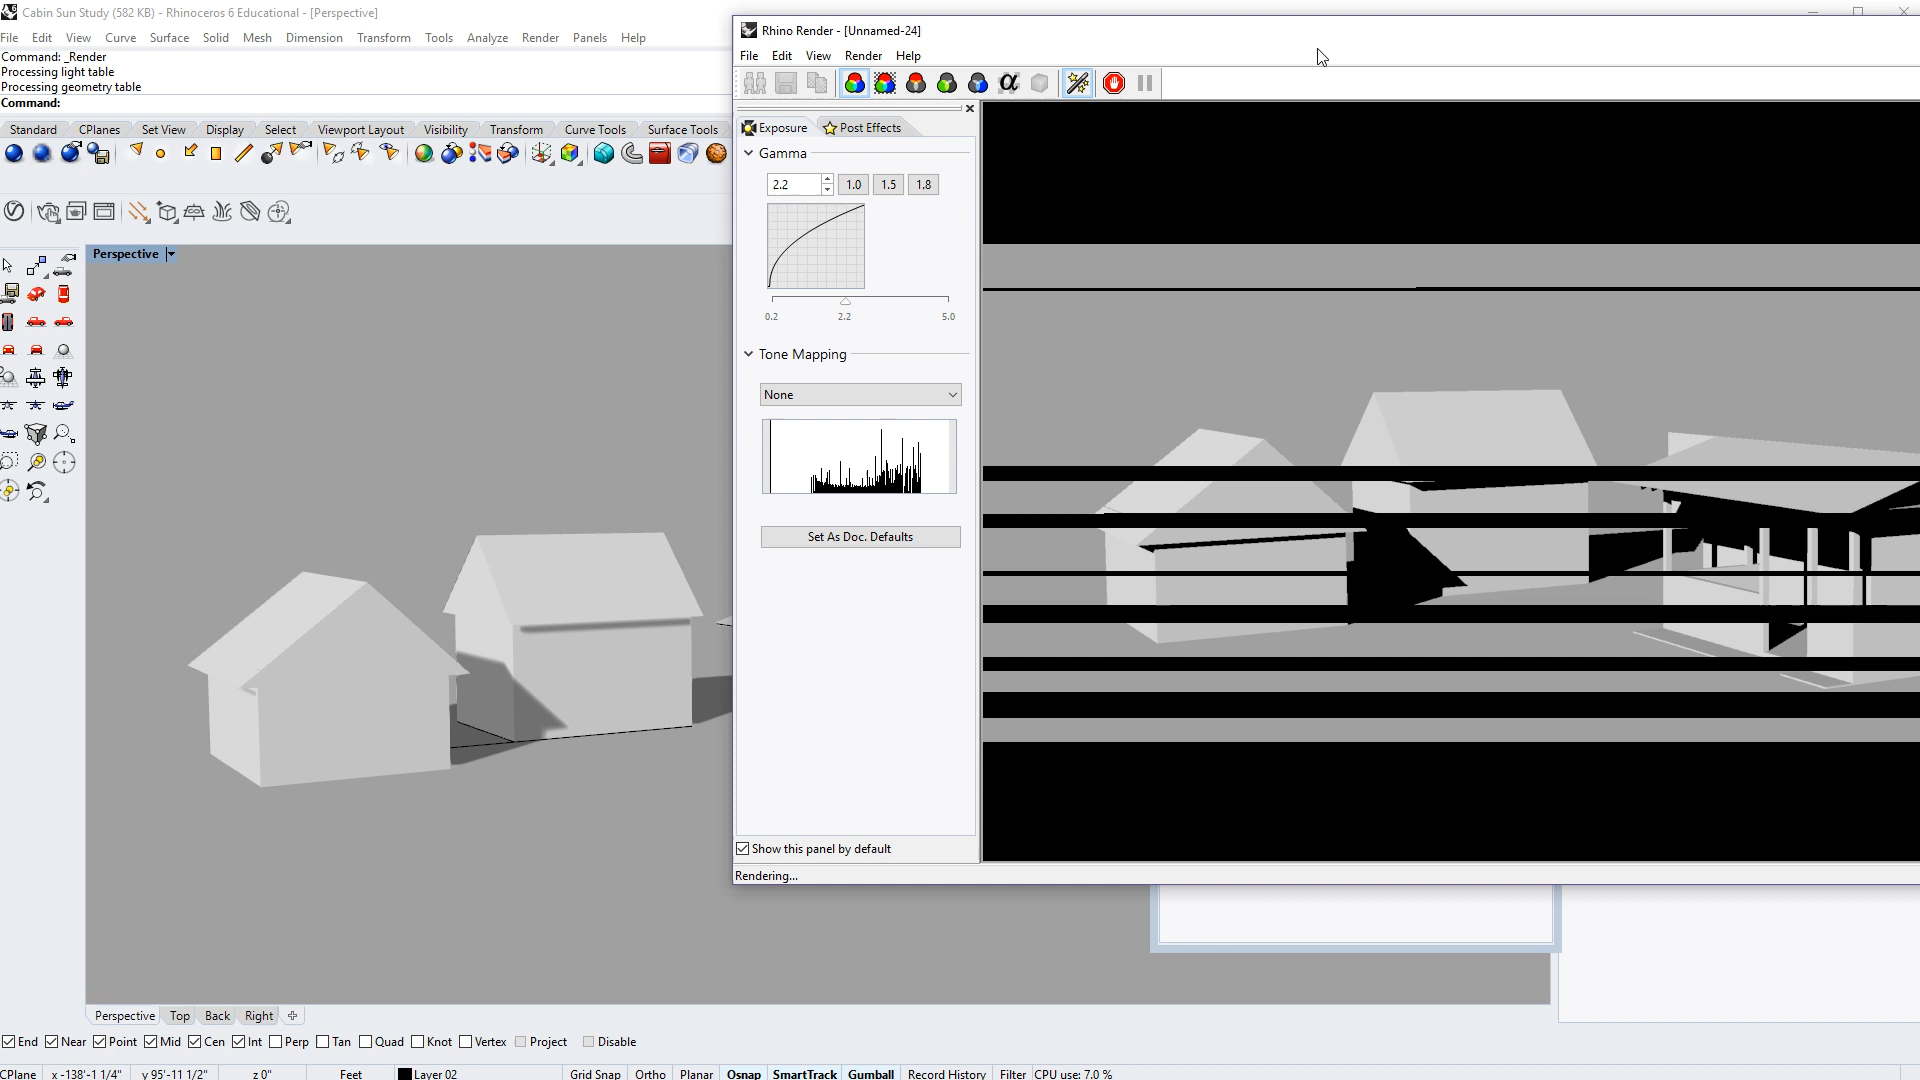 Cabin Sun Study (582 KB) - Rhinoceros 6 Educational - [Perspective]
File Edit View Curve Surface Solid Mesh Dimension Transform Tools Analyze Render Panels Help
Command: _Render
Processing light table
Processing geometry table
Command:
Standard CPlanes Set View Display Select Viewport Layout Visibility Transform Curve Tools Surface Tools
Perspective
Rhino Render - [Unnamed-24]
File Edit View Render Help
α
Exposure Post Effects
Gamma
2.2 1.0 1.5 1.8
0.2 2.2 5.0
Tone Mapping
None
Set As Doc. Defaults
Show this panel by default
Rendering...
Perspective Top Back Right
End Near Point Mid Cen Int Perp Tan Quad Knot Vertex Project Disable
CPlane x -138'-1 1/4" y 95'-11 1/2" z 0" Feet Layer 02 Grid Snap Ortho Planar Osnap SmartTrack Gumball Record History Filter CPU use: 7.0 %